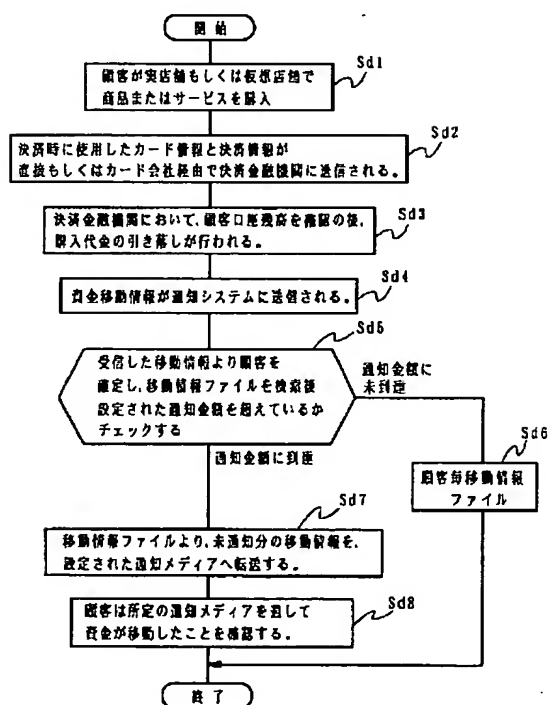 開始
Sd1
顧客が実店舗もしくは仮想店舗で
商品またはサービスを購入
Sd2
決済時に使用したカード情報と決済情報が
直接もしくはカード会社経由で決済金融機関に送信される。
Sd3
決済金融機関において、顧客口座残高を確認の後、
購入代金の引き落しが行われる。
Sd4
資金移動情報が通知システムに送信される。
Sd5
受信した移動情報より顧客を
確定し、移動情報ファイルを検索後
設定された通知金額を超えているか
チェックする
通知金額に
未到達
通知金額に到達
Sd6
顧客毎移動情報
ファイル
Sd7
移動情報ファイルより、未通知分の移動情報を、
設定された通知メディアへ転送する。
Sd8
顧客は所定の通知メディアを通して
資金が移動したことを確認する。
終了